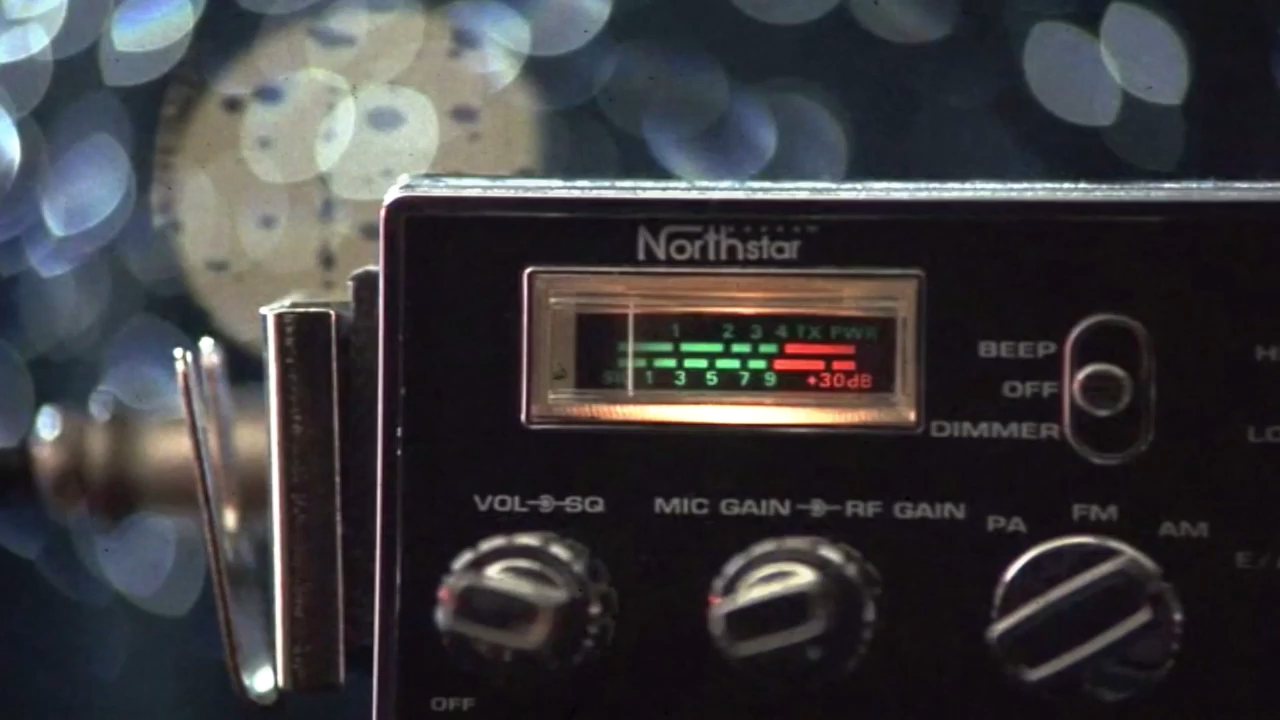 Northstar
1 2 3 4 TX PWR
1 3 5 7 9 +30dB
BEEP
OFF
DIMMER
VOL SQ
MIC GAIN RF GAIN
PA
FM
AM
OFF